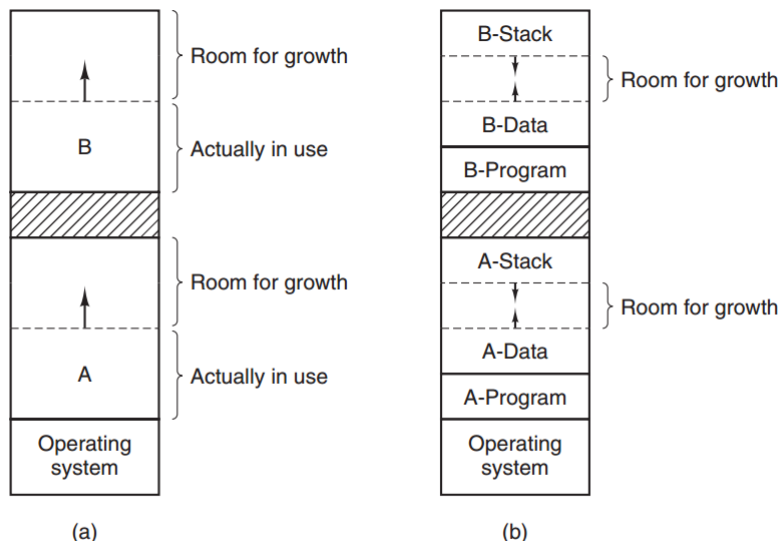 Room for growth
B
Actually in use
Room for growth
A
Actually in use
Operating
system
(a)
B-Stack
Room for growth
B-Data
B-Program
A-Stack
Room for growth
A-Data
A-Program
Operating
system
(b)